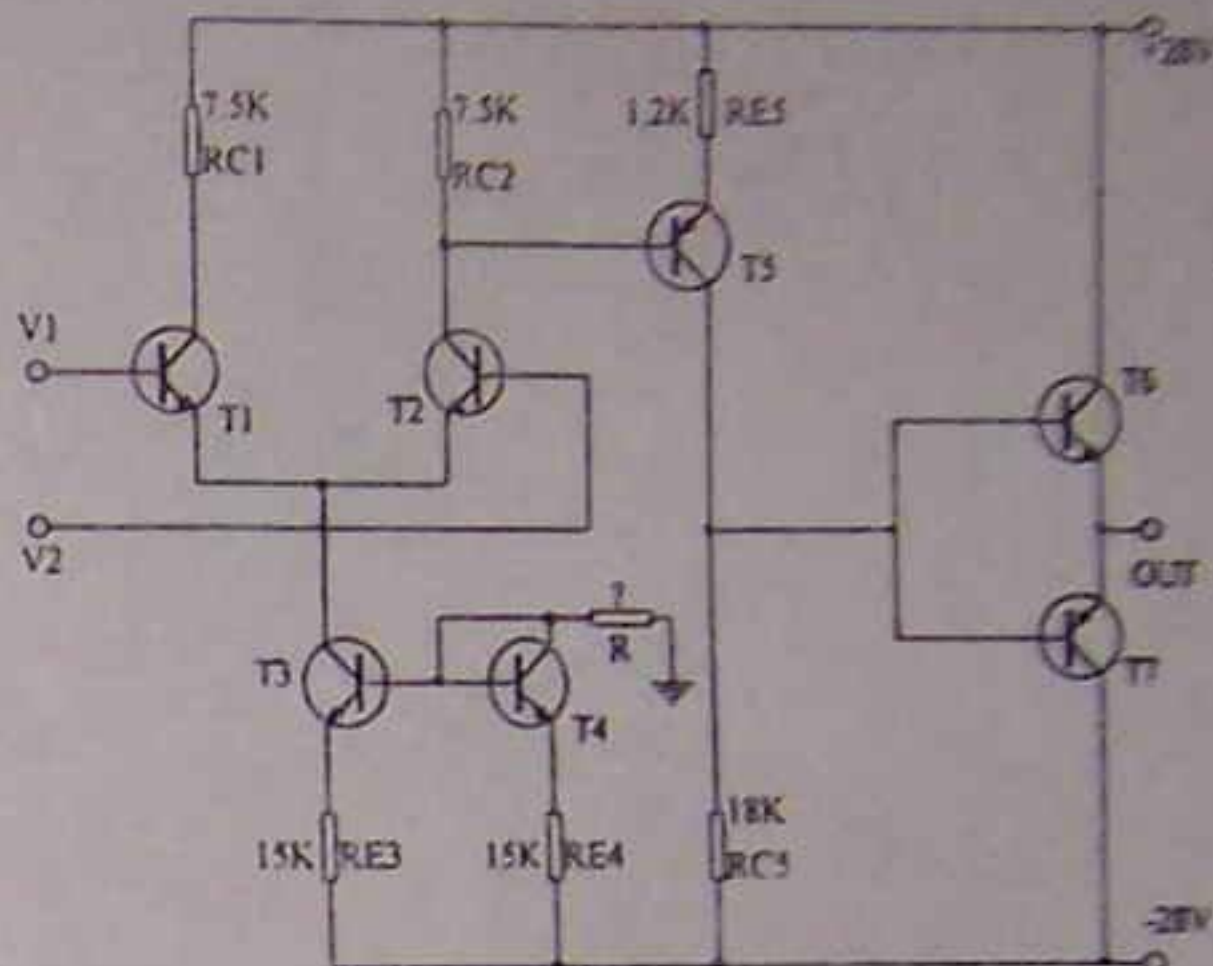 7.5K
RC1
7.5K
RC2
1.2K RE5
T5
V1
T1
T2
T6
V2
OUT
?
R
T3
T4
T7
15K RE3
15K RE4
18K
RC5
-28V